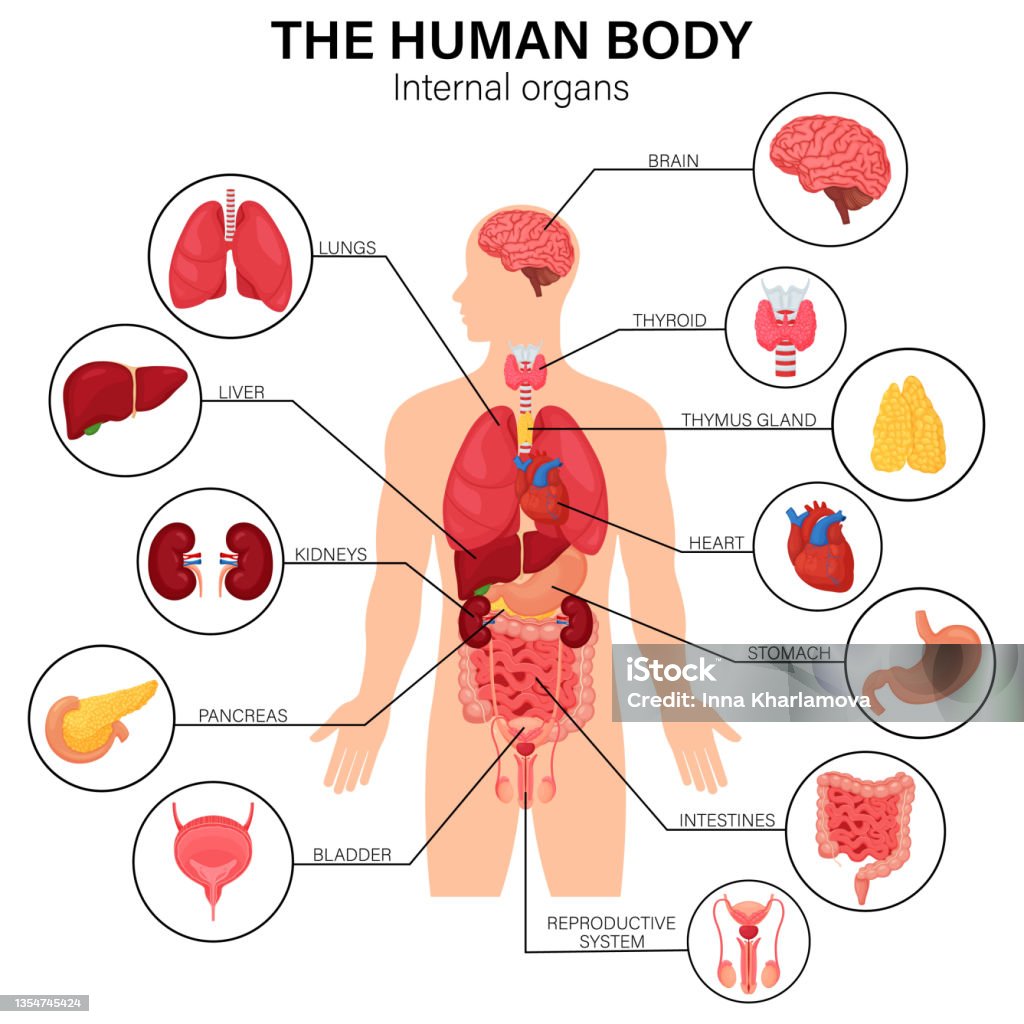 THE HUMAN BODY
Internal organs
BRAIN
LUNGS
THYROID
LIVER
THYMUS GLAND
HEART
KIDNEYS
STOMACH
iStock
Credit: Inna Kharlamova
PANCREAS
INTESTINES
BLADDER
REPRODUCTIVE
SYSTEM
1354745424